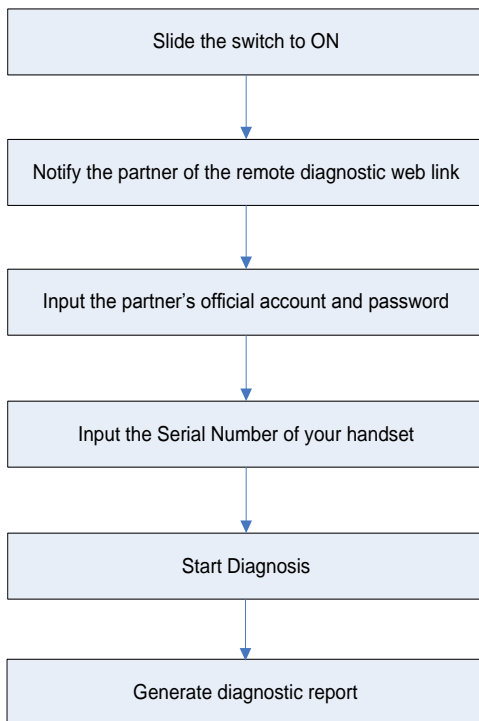 Slide the switch to ON
Notify the partner of the remote diagnostic web link
Input the partner’s official account and password
Input the Serial Number of your handset
Start Diagnosis
Generate diagnostic report